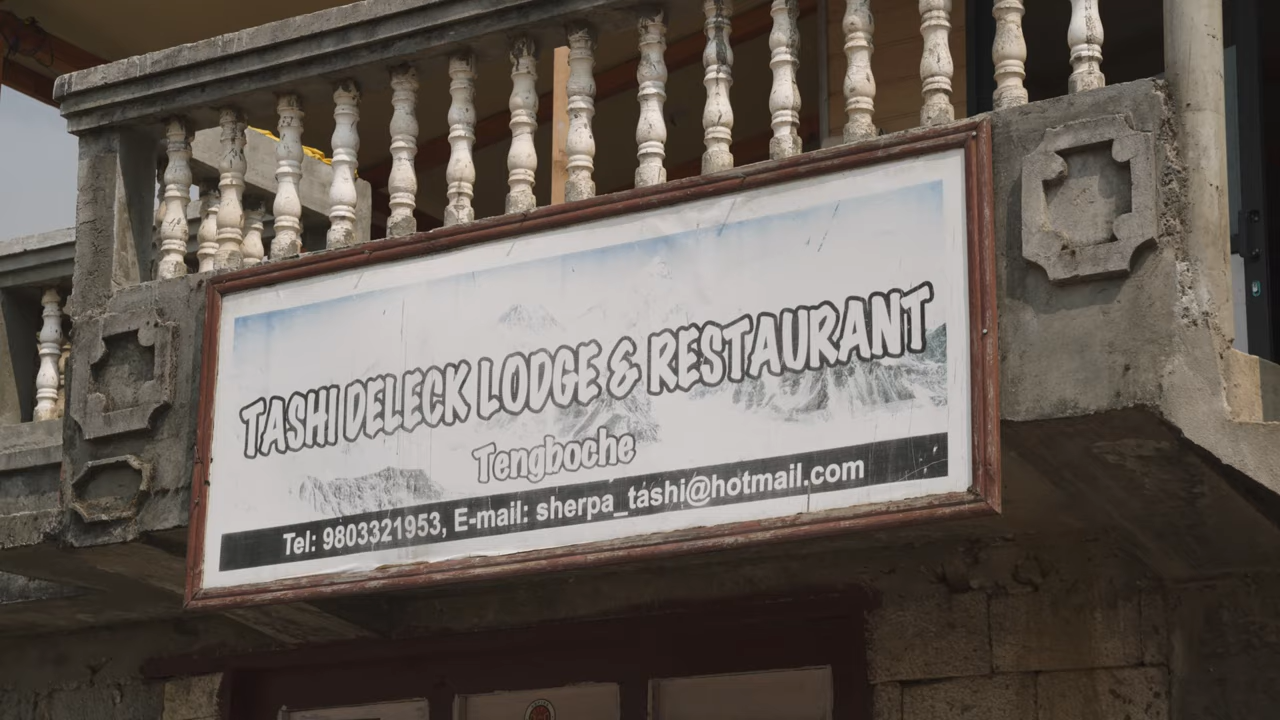 TASHI DELECK LODGE & RESTAURANT
Tengboche
Tel: 9803321953, E-mail: sherpa_tashi@hotmail.com